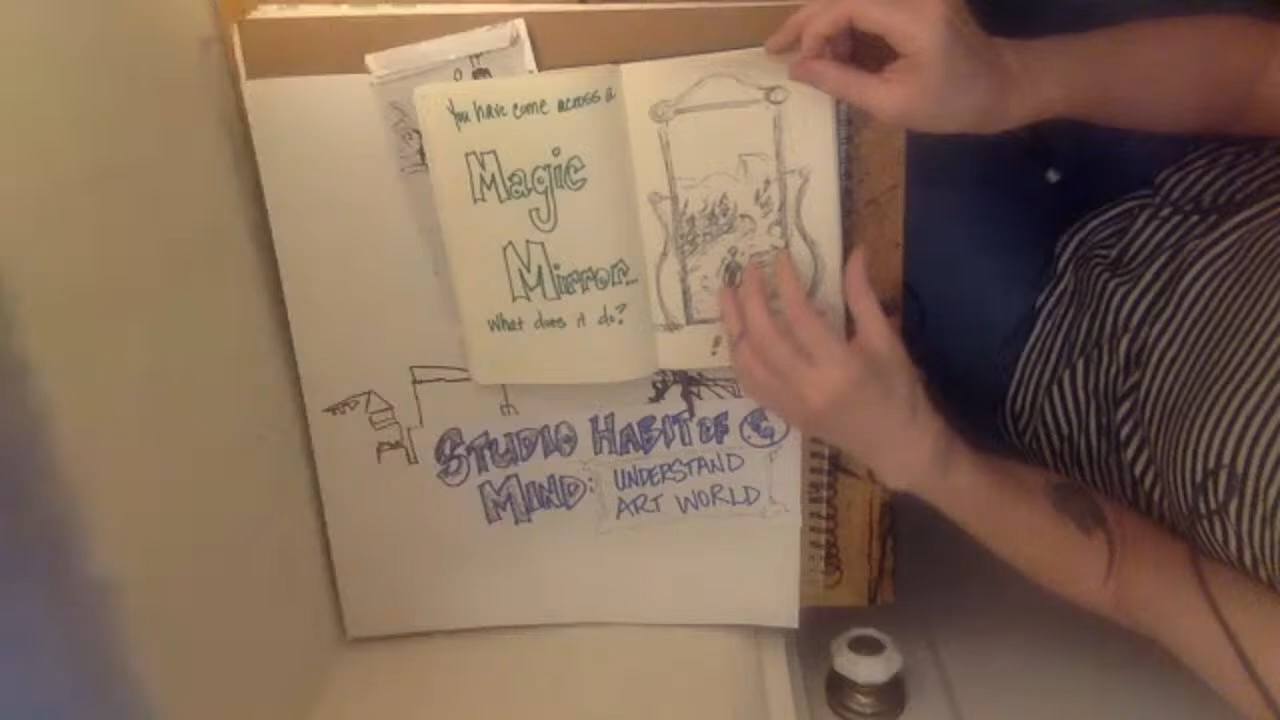 You have come across a
Magic
Mirror...
What does it do?
STUDIO HABIT OF
MIND: UNDERSTAND
ART WORLD